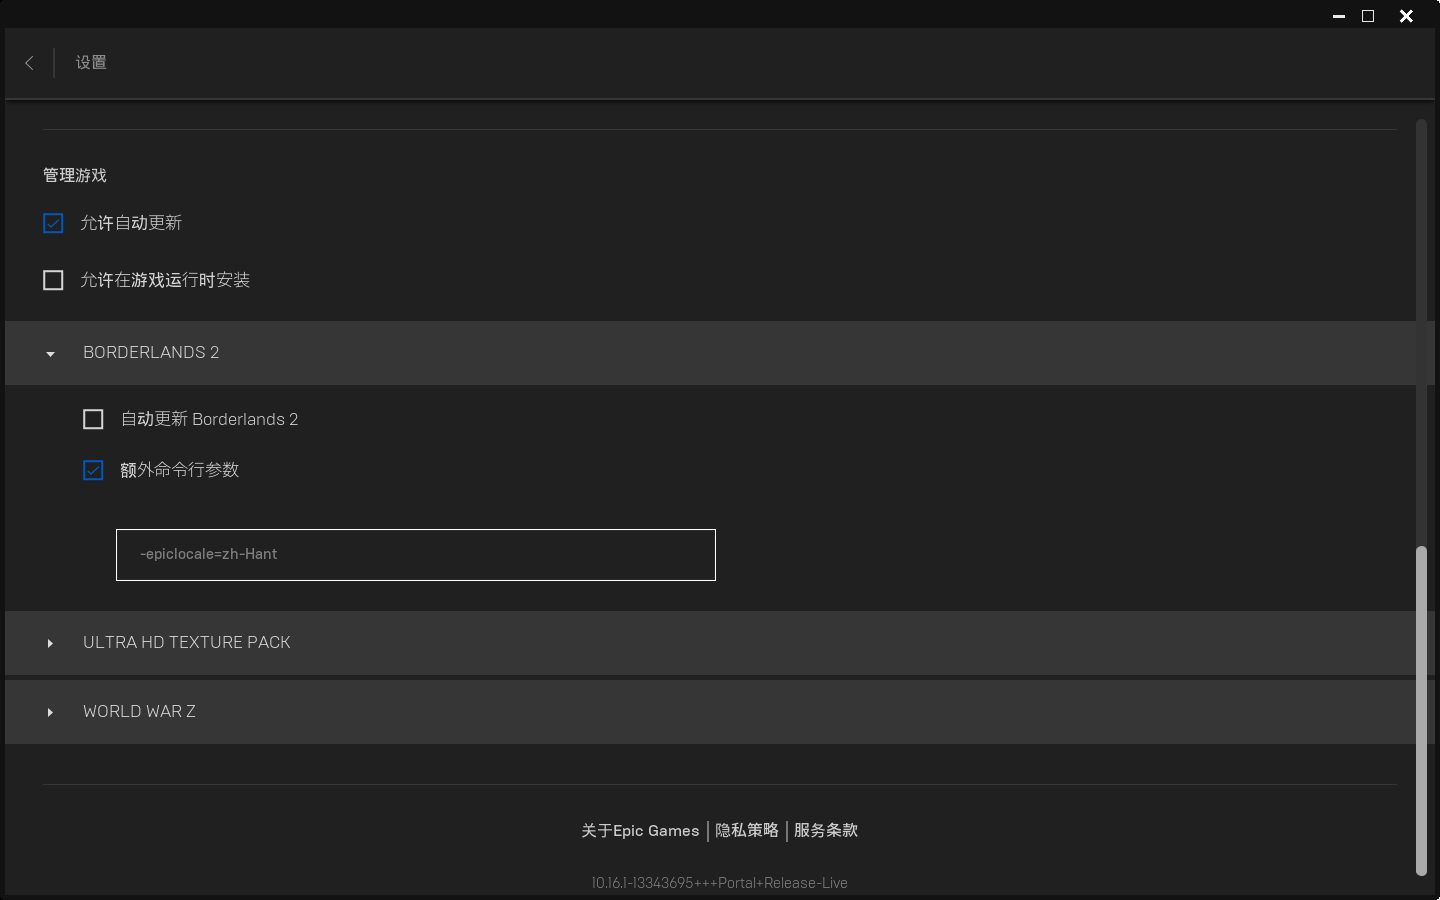 设置
管理游戏
允许自动更新
允许在游戏运行时安装
BORDERLANDS 2
自动更新 Borderlands 2
额外命令行参数
-epiclocale=zh-Hant
ULTRA HD TEXTURE PACK
WORLD WAR Z
关于Epic Games | 隐私策略 | 服务条款
10.16.1-13343695+++Portal+Release-Live